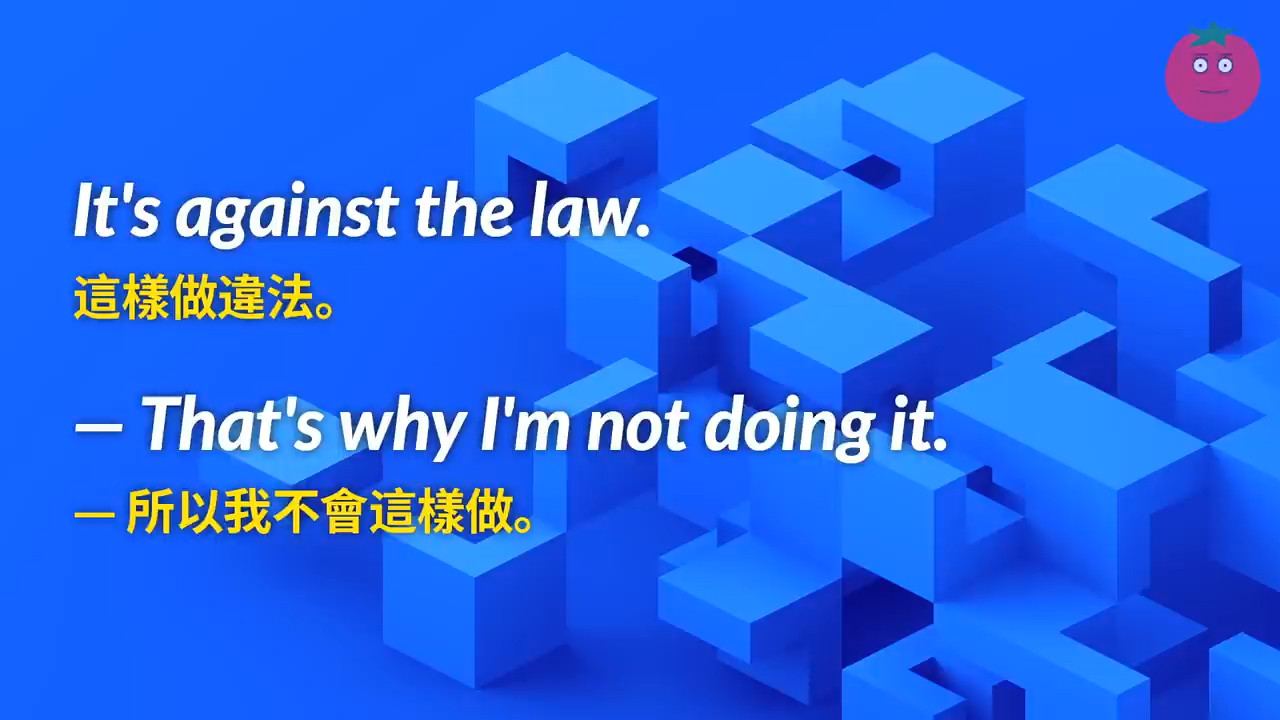 It's against the law.
這樣做違法。
— That's why I'm not doing it.
— 所以我不會這樣做。